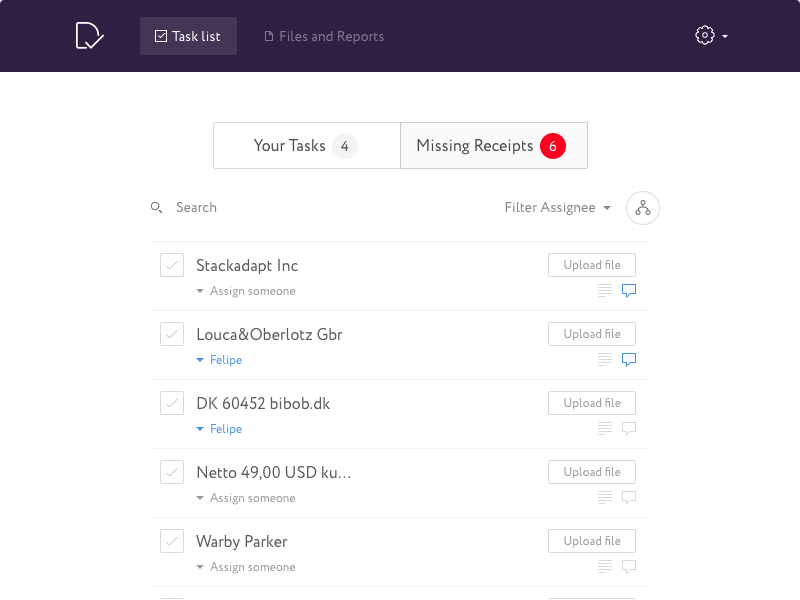 Task list
Files and Reports
Your Tasks 4
Missing Receipts 6
Search
Filter Assignee
Stackadapt Inc
Upload file
Assign someone
Louca&Oberlotz Gbr
Upload file
Felipe
DK 60452 bibob.dk
Upload file
Felipe
Netto 49,00 USD ku...
Upload file
Assign someone
Warby Parker
Upload file
Assign someone